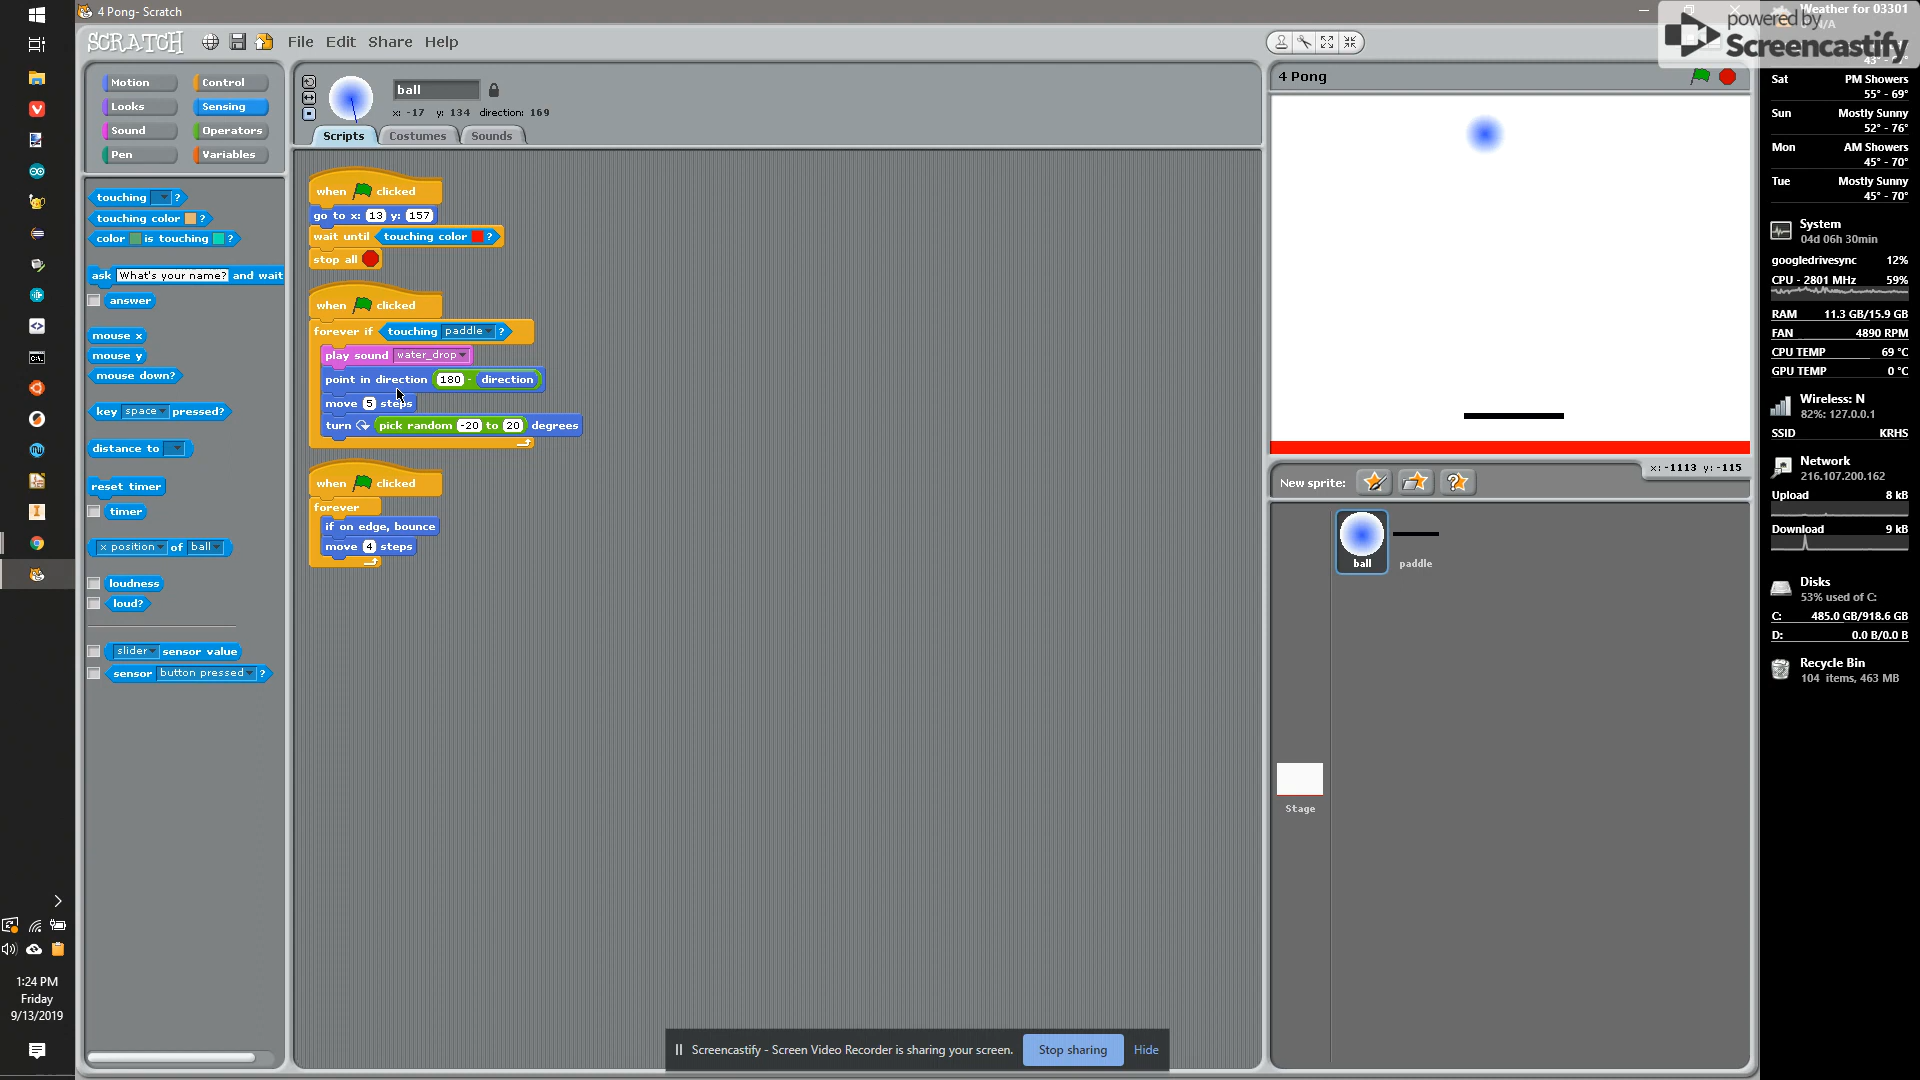 4 Pong- Scratch
SCRATCH
File Edit Share Help
Motion Control
Looks Sensing
Sound Operators
Pen Variables
touching ?
touching color ?
color is touching ?
ask What's your name? and wait
answer
mouse x
mouse y
mouse down?
key space pressed?
distance to
reset timer
timer
x position of ball
loudness
loud?
slider sensor value
sensor button pressed ?
ball
x: -17 y: 134 direction: 169
Scripts Costumes Sounds
when clicked
go to x: 13 y: 157
wait until touching color ?
stop all
when clicked
forever if touching paddle ?
play sound water_drop
point in direction 180 - direction
move 5 steps
turn pick random -20 to 20 degrees
when clicked
forever
if on edge, bounce
move 4 steps
4 Pong
x: -1113 y: -115
New sprite:
ball
paddle
Stage
powered by
Screencastify
Weather for 03301
N/A
43° - 70°
Sat PM Showers
55° - 69°
Sun Mostly Sunny
52° - 76°
Mon AM Showers
45° - 70°
Tue Mostly Sunny
45° - 70°
System
04d 06h 30min
googledrivesync 12%
CPU - 2801 MHz 59%
RAM 11.3 GB/15.9 GB
FAN 4890 RPM
CPU TEMP 69 °C
GPU TEMP 0 °C
Wireless: N
82%: 127.0.0.1
SSID KRHS
Network
216.107.200.162
Upload 8 kB
Download 9 kB
Disks
53% used of C:
C: 485.0 GB/918.6 GB
D: 0.0 B/0.0 B
Recycle Bin
104 items, 463 MB
1:24 PM
Friday
9/13/2019
Screencastify - Screen Video Recorder is sharing your screen. Stop sharing Hide